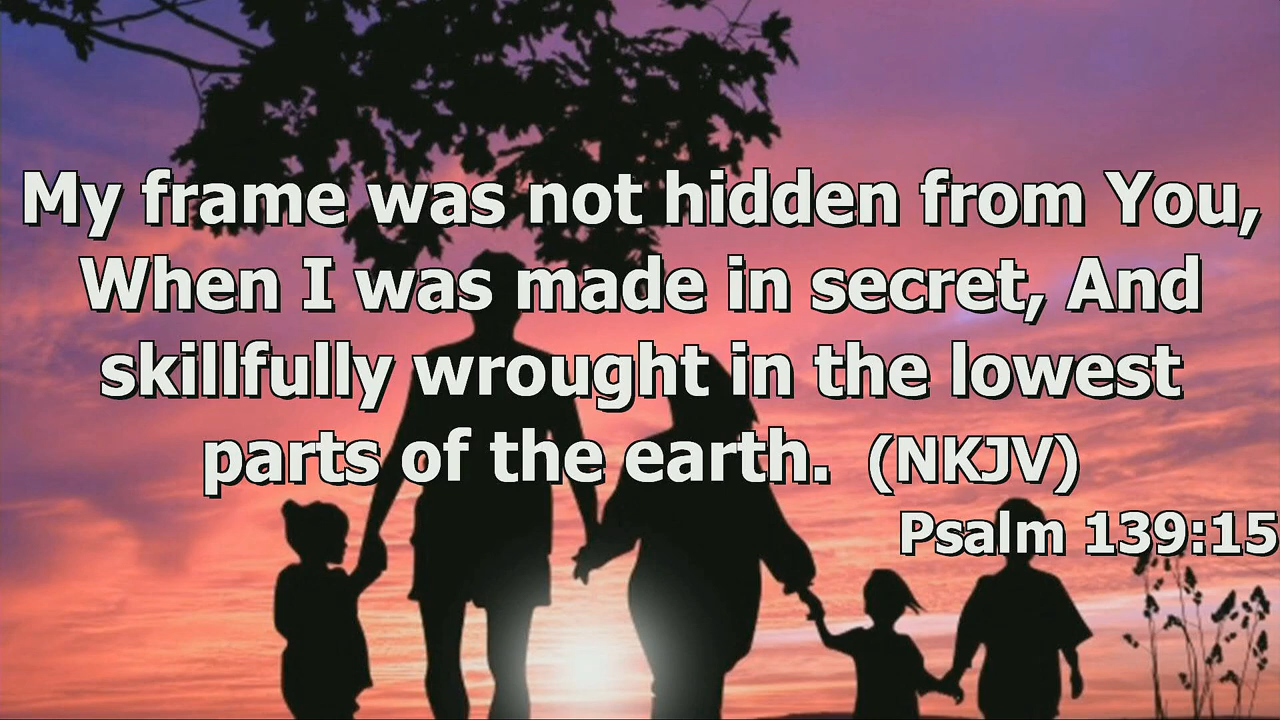 My frame was not hidden from You,
When I was made in secret, And
skillfully wrought in the lowest
parts of the earth. (NKJV)
Psalm 139:15